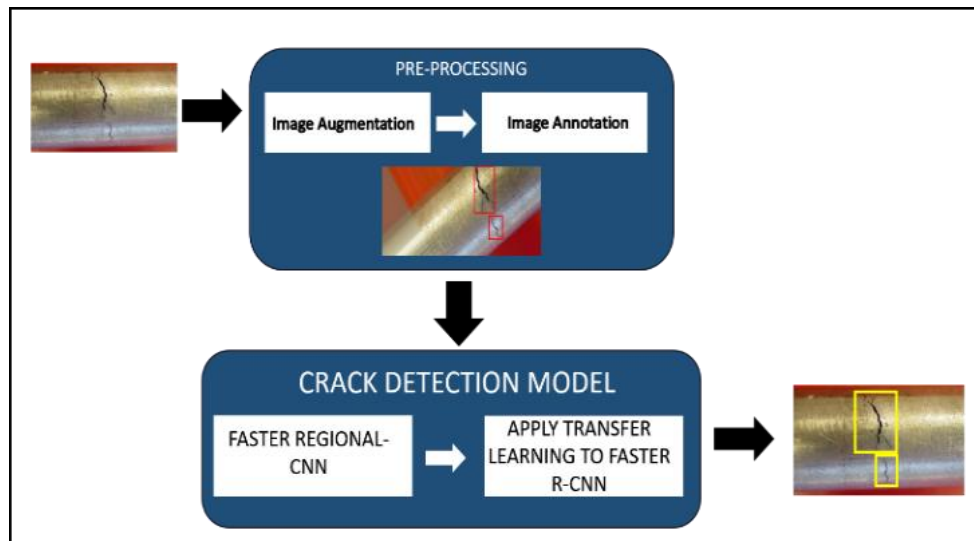 PRE-PROCESSING
Image Augmentation
Image Annotation
CRACK DETECTION MODEL
FASTER REGIONAL-
CNN
APPLY TRANSFER
LEARNING TO FASTER
R-CNN